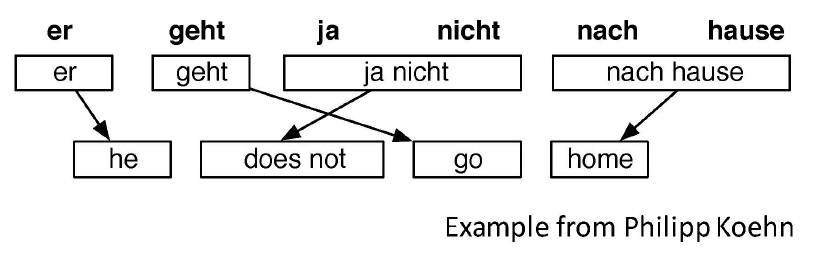 er geht ja nicht nach hause
er geht ja nicht nach hause
he does not go home
Example from Philipp Koehn